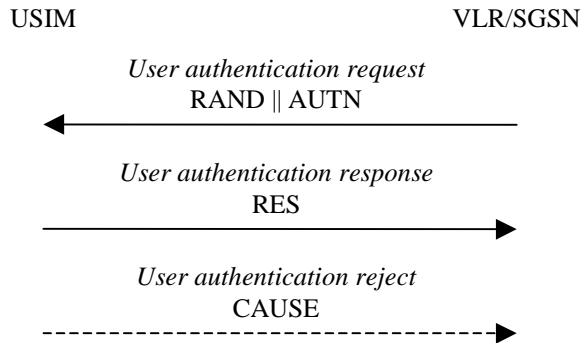 USIM VLR/SGSN
User authentication request
RAND || AUTN
User authentication response
RES
User authentication reject
CAUSE